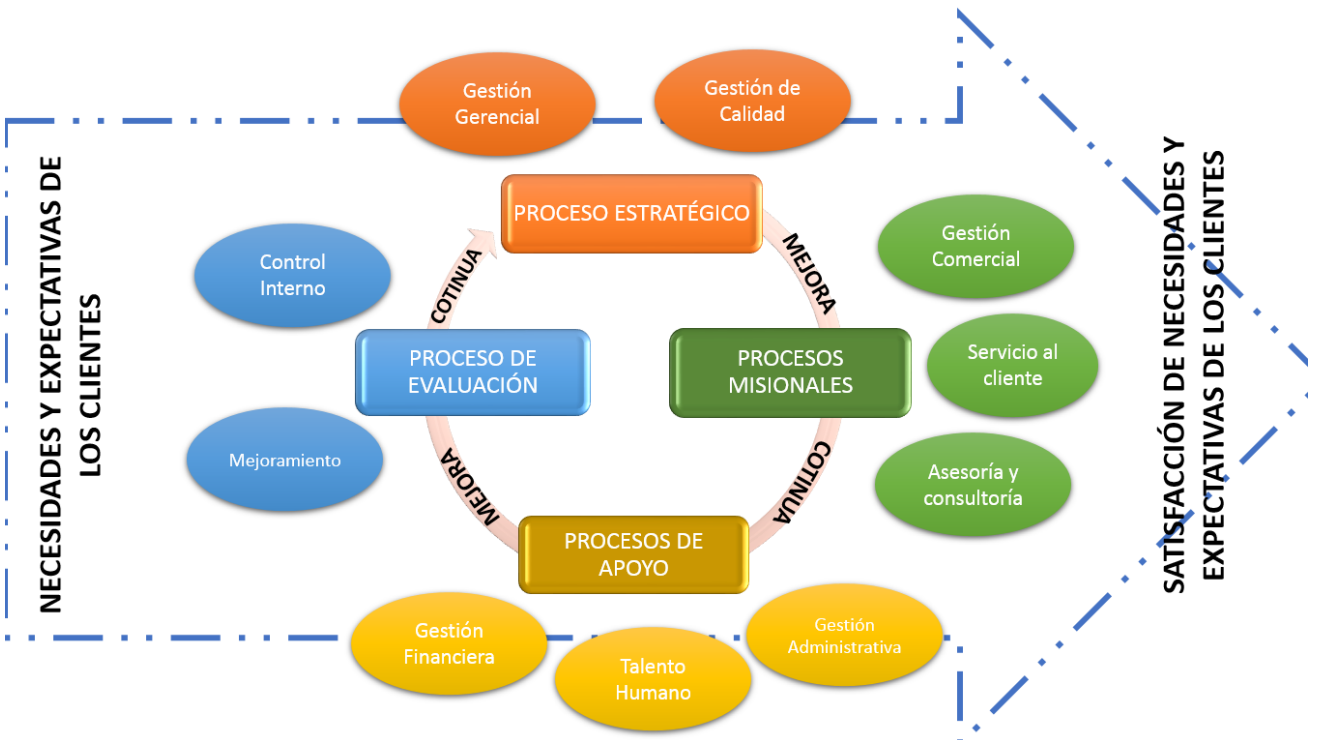 NECESIDADES Y EXPECTATIVAS DE
LOS CLIENTES
Gestión
Gerencial
Gestión de
Calidad
PROCESO ESTRATÉGICO
Control
Interno
COTINUA
MEJORA
Gestión
Comercial
PROCESO DE
EVALUACIÓN
PROCESOS
MISIONALES
Servicio al
cliente
Mejoramiento
MEJORA
COTINUA
Asesoría y
consultoría
PROCESOS DE
APOYO
Gestión
Financiera
Talento
Humano
Gestión
Administrativa
SATISFACCIÓN DE NECESIDADES Y
EXPECTATIVAS DE LOS CLIENTES